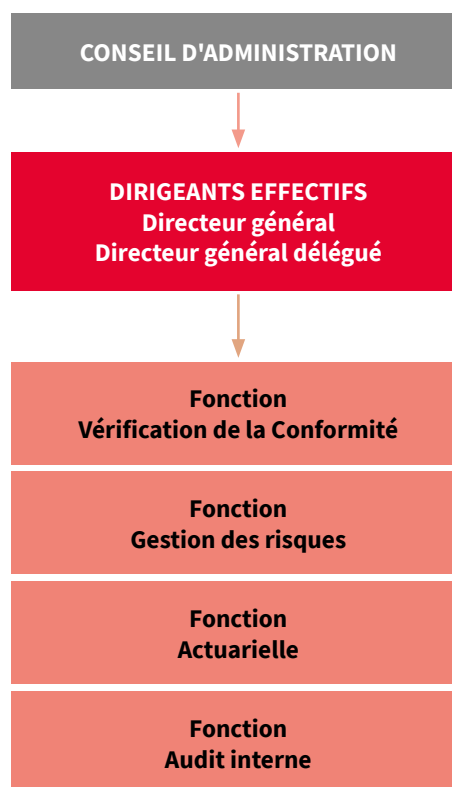 CONSEIL D'ADMINISTRATION
DIRIGEANTS EFFECTIFS
Directeur général
Directeur général délégué
Fonction
Vérification de la Conformité
Fonction
Gestion des risques
Fonction
Actuarielle
Fonction
Audit interne